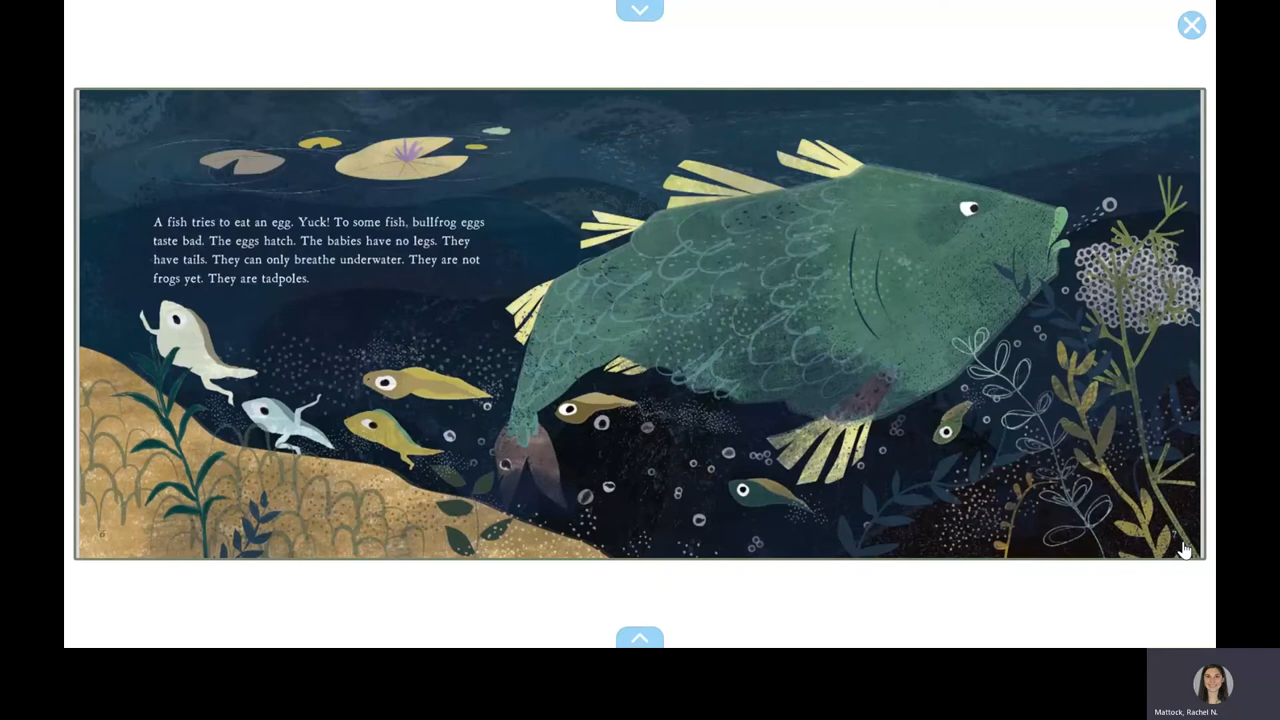 A fish tries to eat an egg. Yuck! To some fish, bullfrog eggs
taste bad. The eggs hatch. The babies have no legs. They
have tails. They can only breathe underwater. They are not
frogs yet. They are tadpoles.
6
Mattock, Rachel N.